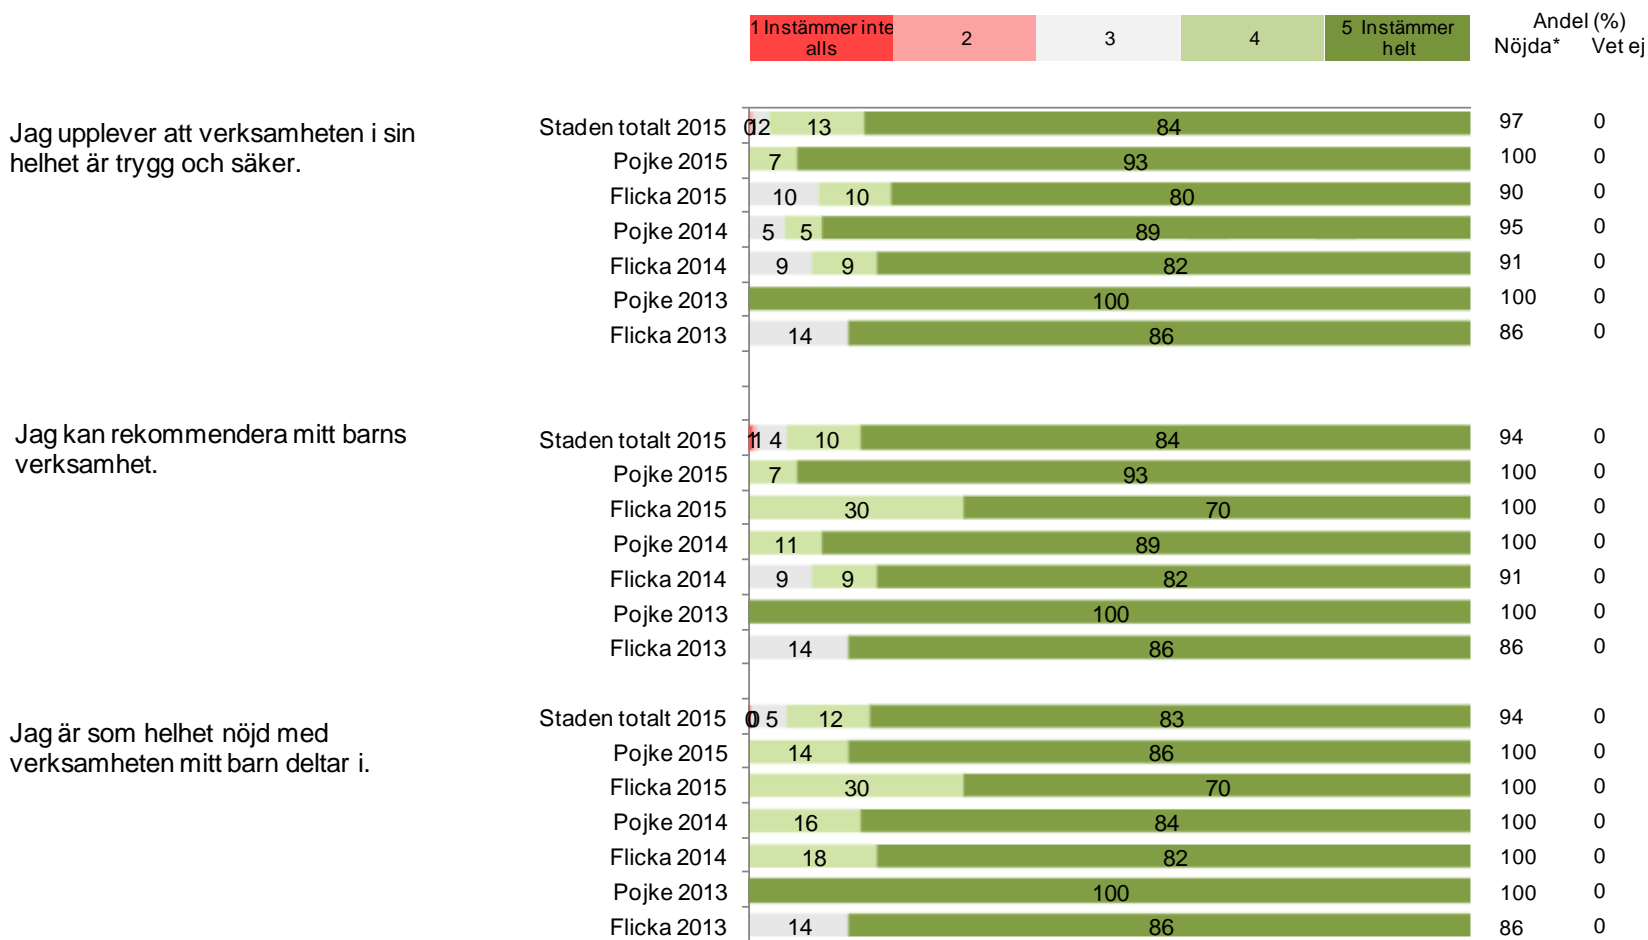 Andel (%)
1 Instämmer inte alls 2 3 4 5 Instämmer helt Nöjda* Vet ej
Jag upplever att verksamheten i sin
helhet är trygg och säker.
Staden totalt 2015 0 1 2 13 84 97 0
Pojke 2015 7 93 100 0
Flicka 2015 10 10 80 90 0
Pojke 2014 5 5 89 95 0
Flicka 2014 9 9 82 91 0
Pojke 2013 100 100 0
Flicka 2013 14 86 86 0
Jag kan rekommendera mitt barns
verksamhet.
Staden totalt 2015 1 1 4 10 84 94 0
Pojke 2015 7 93 100 0
Flicka 2015 30 70 100 0
Pojke 2014 11 89 100 0
Flicka 2014 9 9 82 91 0
Pojke 2013 100 100 0
Flicka 2013 14 86 86 0
Jag är som helhet nöjd med
verksamheten mitt barn deltar i.
Staden totalt 2015 0 0 5 12 83 94 0
Pojke 2015 14 86 100 0
Flicka 2015 30 70 100 0
Pojke 2014 16 84 100 0
Flicka 2014 18 82 100 0
Pojke 2013 100 100 0
Flicka 2013 14 86 86 0